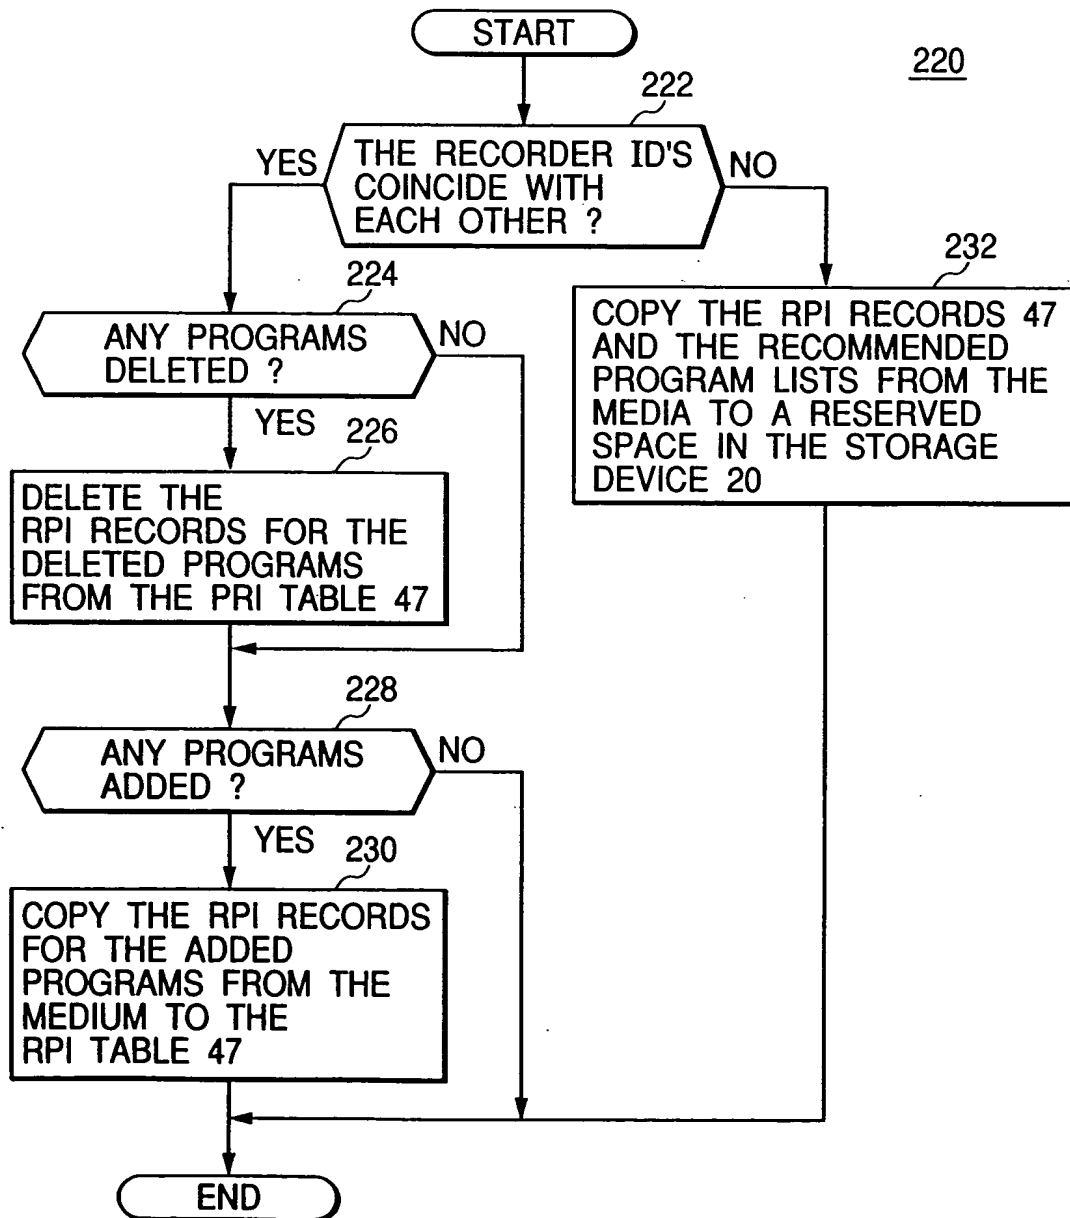 START
220
222
THE RECORDER ID'S
COINCIDE WITH
EACH OTHER ?
YES
NO
224
ANY PROGRAMS
DELETED ?
NO
YES
226
DELETE THE
RPI RECORDS FOR THE
DELETED PROGRAMS
FROM THE PRI TABLE 47
232
COPY THE RPI RECORDS 47
AND THE RECOMMENDED
PROGRAM LISTS FROM THE
MEDIA TO A RESERVED
SPACE IN THE STORAGE
DEVICE 20
228
ANY PROGRAMS
ADDED ?
NO
YES
230
COPY THE RPI RECORDS
FOR THE ADDED
PROGRAMS FROM THE
MEDIUM TO THE
RPI TABLE 47
END